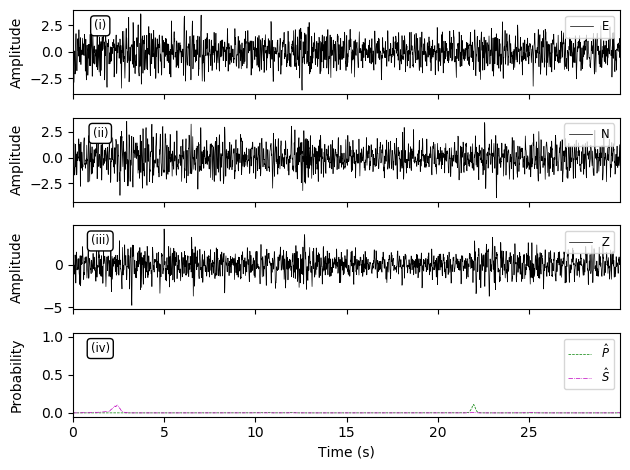 (i)
E
Amplitude
2.5
0.0
−2.5
(ii)
N
Amplitude
2.5
0.0
−2.5
(iii)
Z
Amplitude
0
−5
(iv)
P̂
Ŝ
Probability
1.0
0.5
0.0
0 5 10 15 20 25
Time (s)